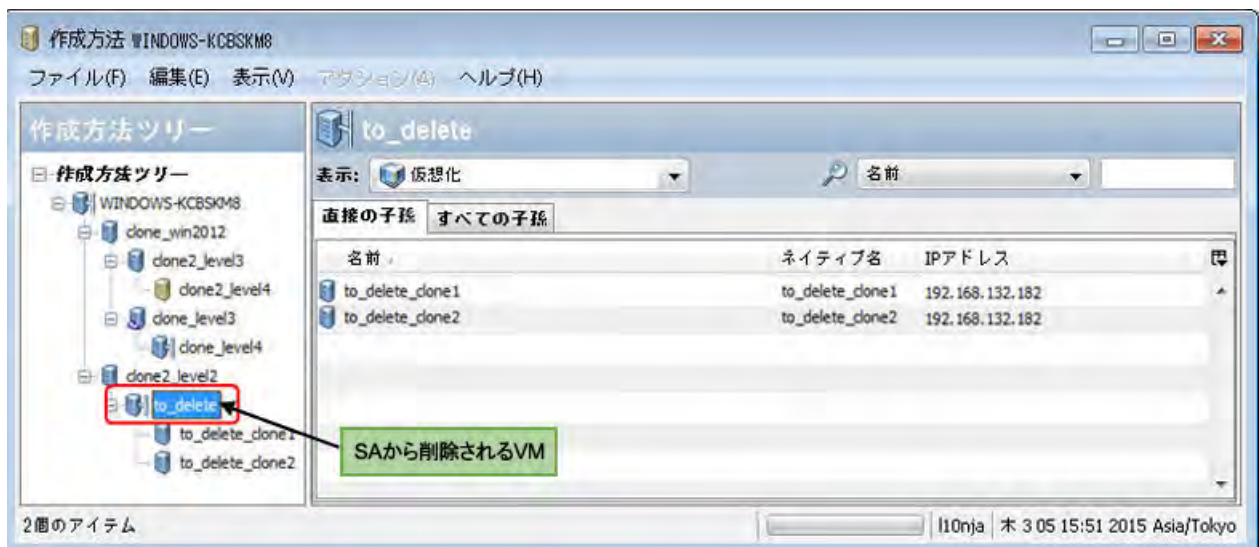 作成方法 WINDOWS-KCBSKM8
ファイル(F) 編集(E) 表示(V) アクション(A) ヘルプ(H)
作成方法ツリー
作成方法ツリー
WINDOWS-KCBSKM8
clone_win2012
clone2_level3
clone2_level4
clone_level3
clone_level4
clone2_level2
to_delete
to_delete_clone1
to_delete_clone2
to_delete
表示: 仮想化 名前
直接の子孫 すべての子孫
名前 ネイティブ名 IPアドレス
to_delete_clone1 to_delete_clone1 192.168.132.182
to_delete_clone2 to_delete_clone2 192.168.132.182
SAから削除されるVM
2個のアイテム l10nja 木 3 05 15:51 2015 Asia/Tokyo